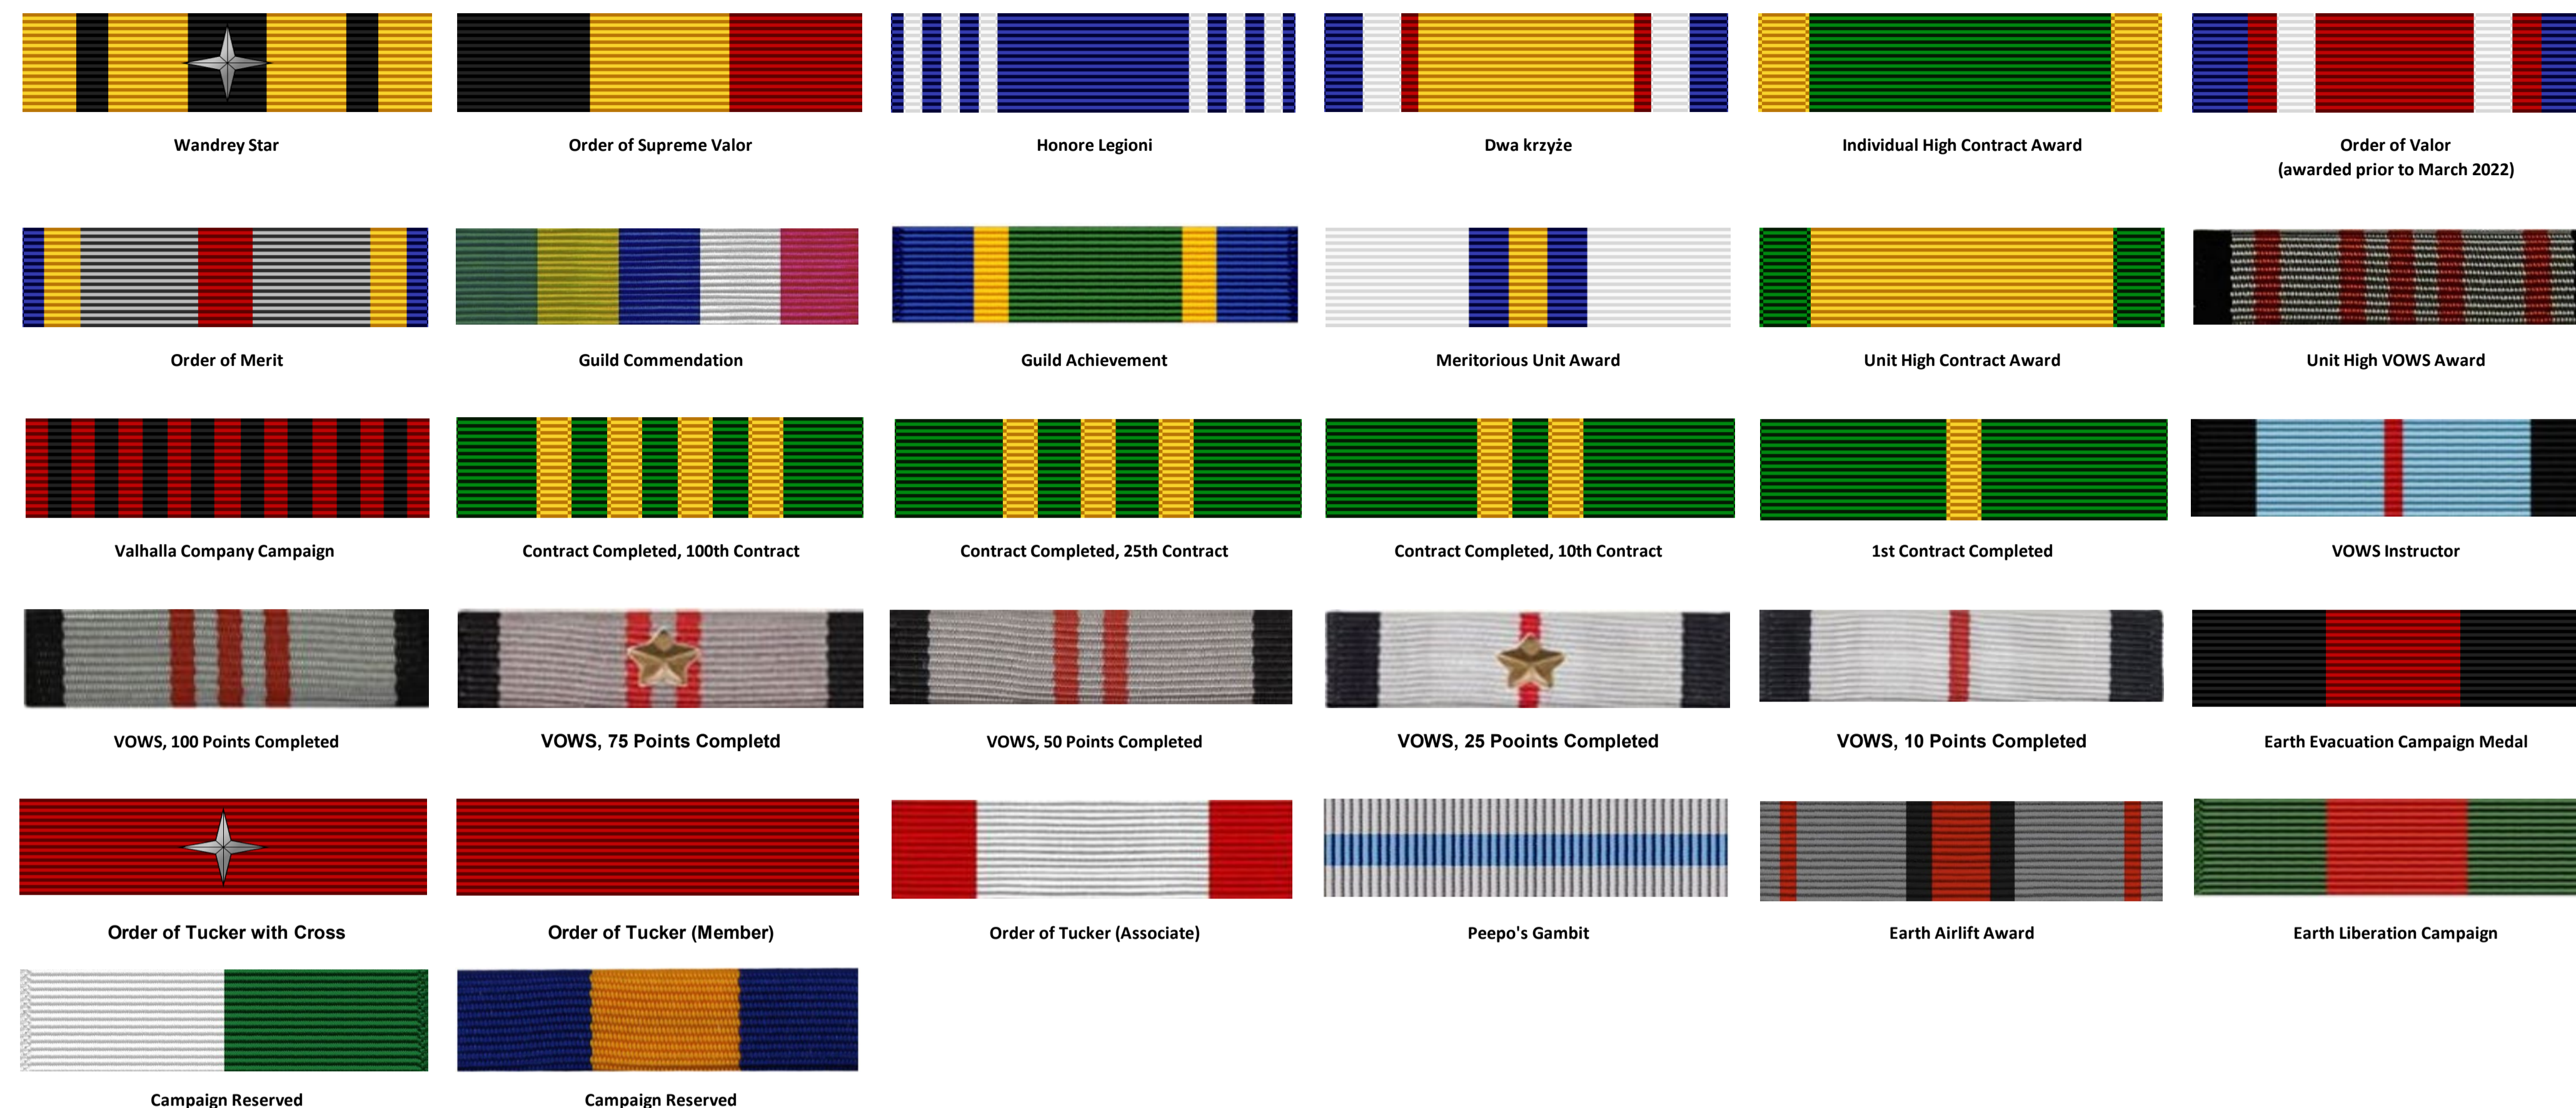 Wandrey Star
Order of Supreme Valor
Honore Legioni
Dwa krzyże
Individual High Contract Award
Order of Valor
(awarded prior to March 2022)
Order of Merit
Guild Commendation
Guild Achievement
Meritorious Unit Award
Unit High Contract Award
Unit High VOWS Award
Valhalla Company Campaign
Contract Completed, 100th Contract
Contract Completed, 25th Contract
Contract Completed, 10th Contract
1st Contract Completed
VOWS Instructor
VOWS, 100 Points Completed
VOWS, 75 Points Completd
VOWS, 50 Points Completed
VOWS, 25 Pooints Completed
VOWS, 10 Points Completed
Earth Evacuation Campaign Medal
Order of Tucker with Cross
Order of Tucker (Member)
Order of Tucker (Associate)
Peepo's Gambit
Earth Airlift Award
Earth Liberation Campaign
Campaign Reserved
Campaign Reserved